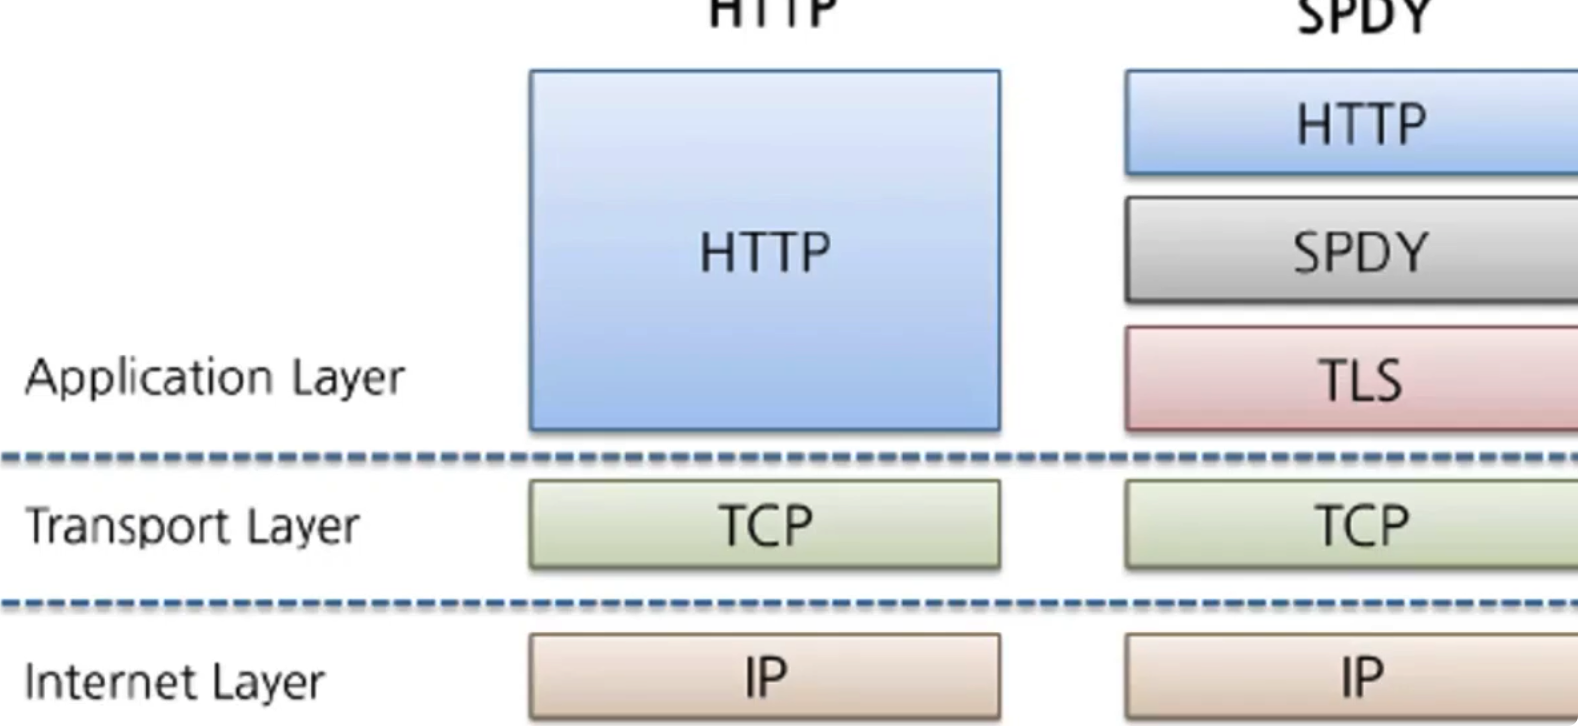 HTTP SPDY
HTTP
HTTP
SPDY
Application Layer
TLS
Transport Layer TCP TCP
Internet Layer IP IP